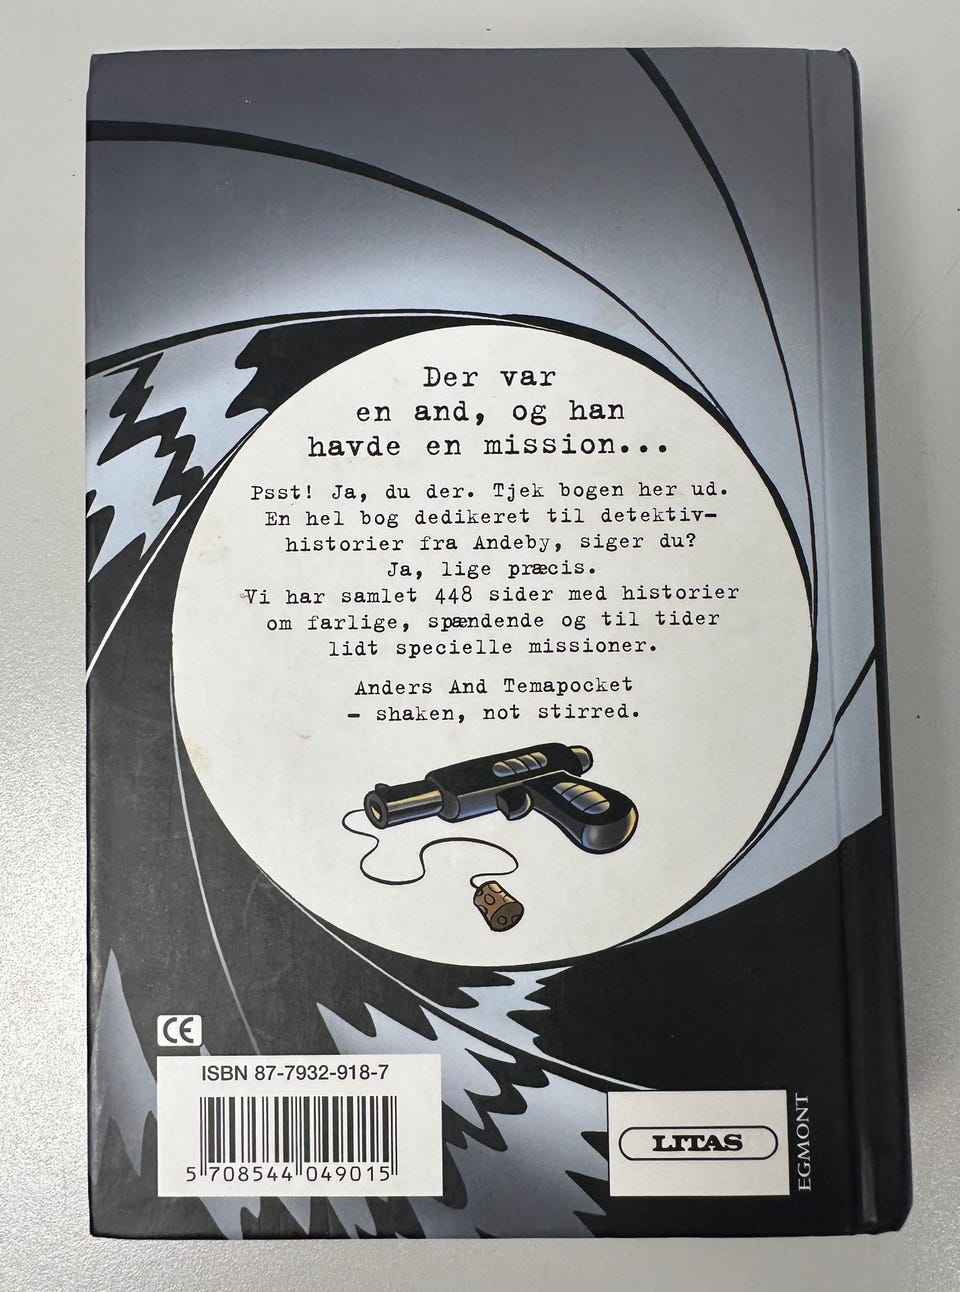 Der var
en and, og han
havde en mission...
Psst! Ja, du der. Tjek bogen her ud.
En hel bog dedikeret til detektiv-
historier fra Andeby, siger du?
Ja, lige præcis.
Vi har samlet 448 sider med historier
om farlige, spændende og til tider
lidt specielle missioner.
Anders And Temapocket
- shaken, not stirred.
CE
ISBN 87-7932-918-7
5 708544 049015
LITAS
EGMONT